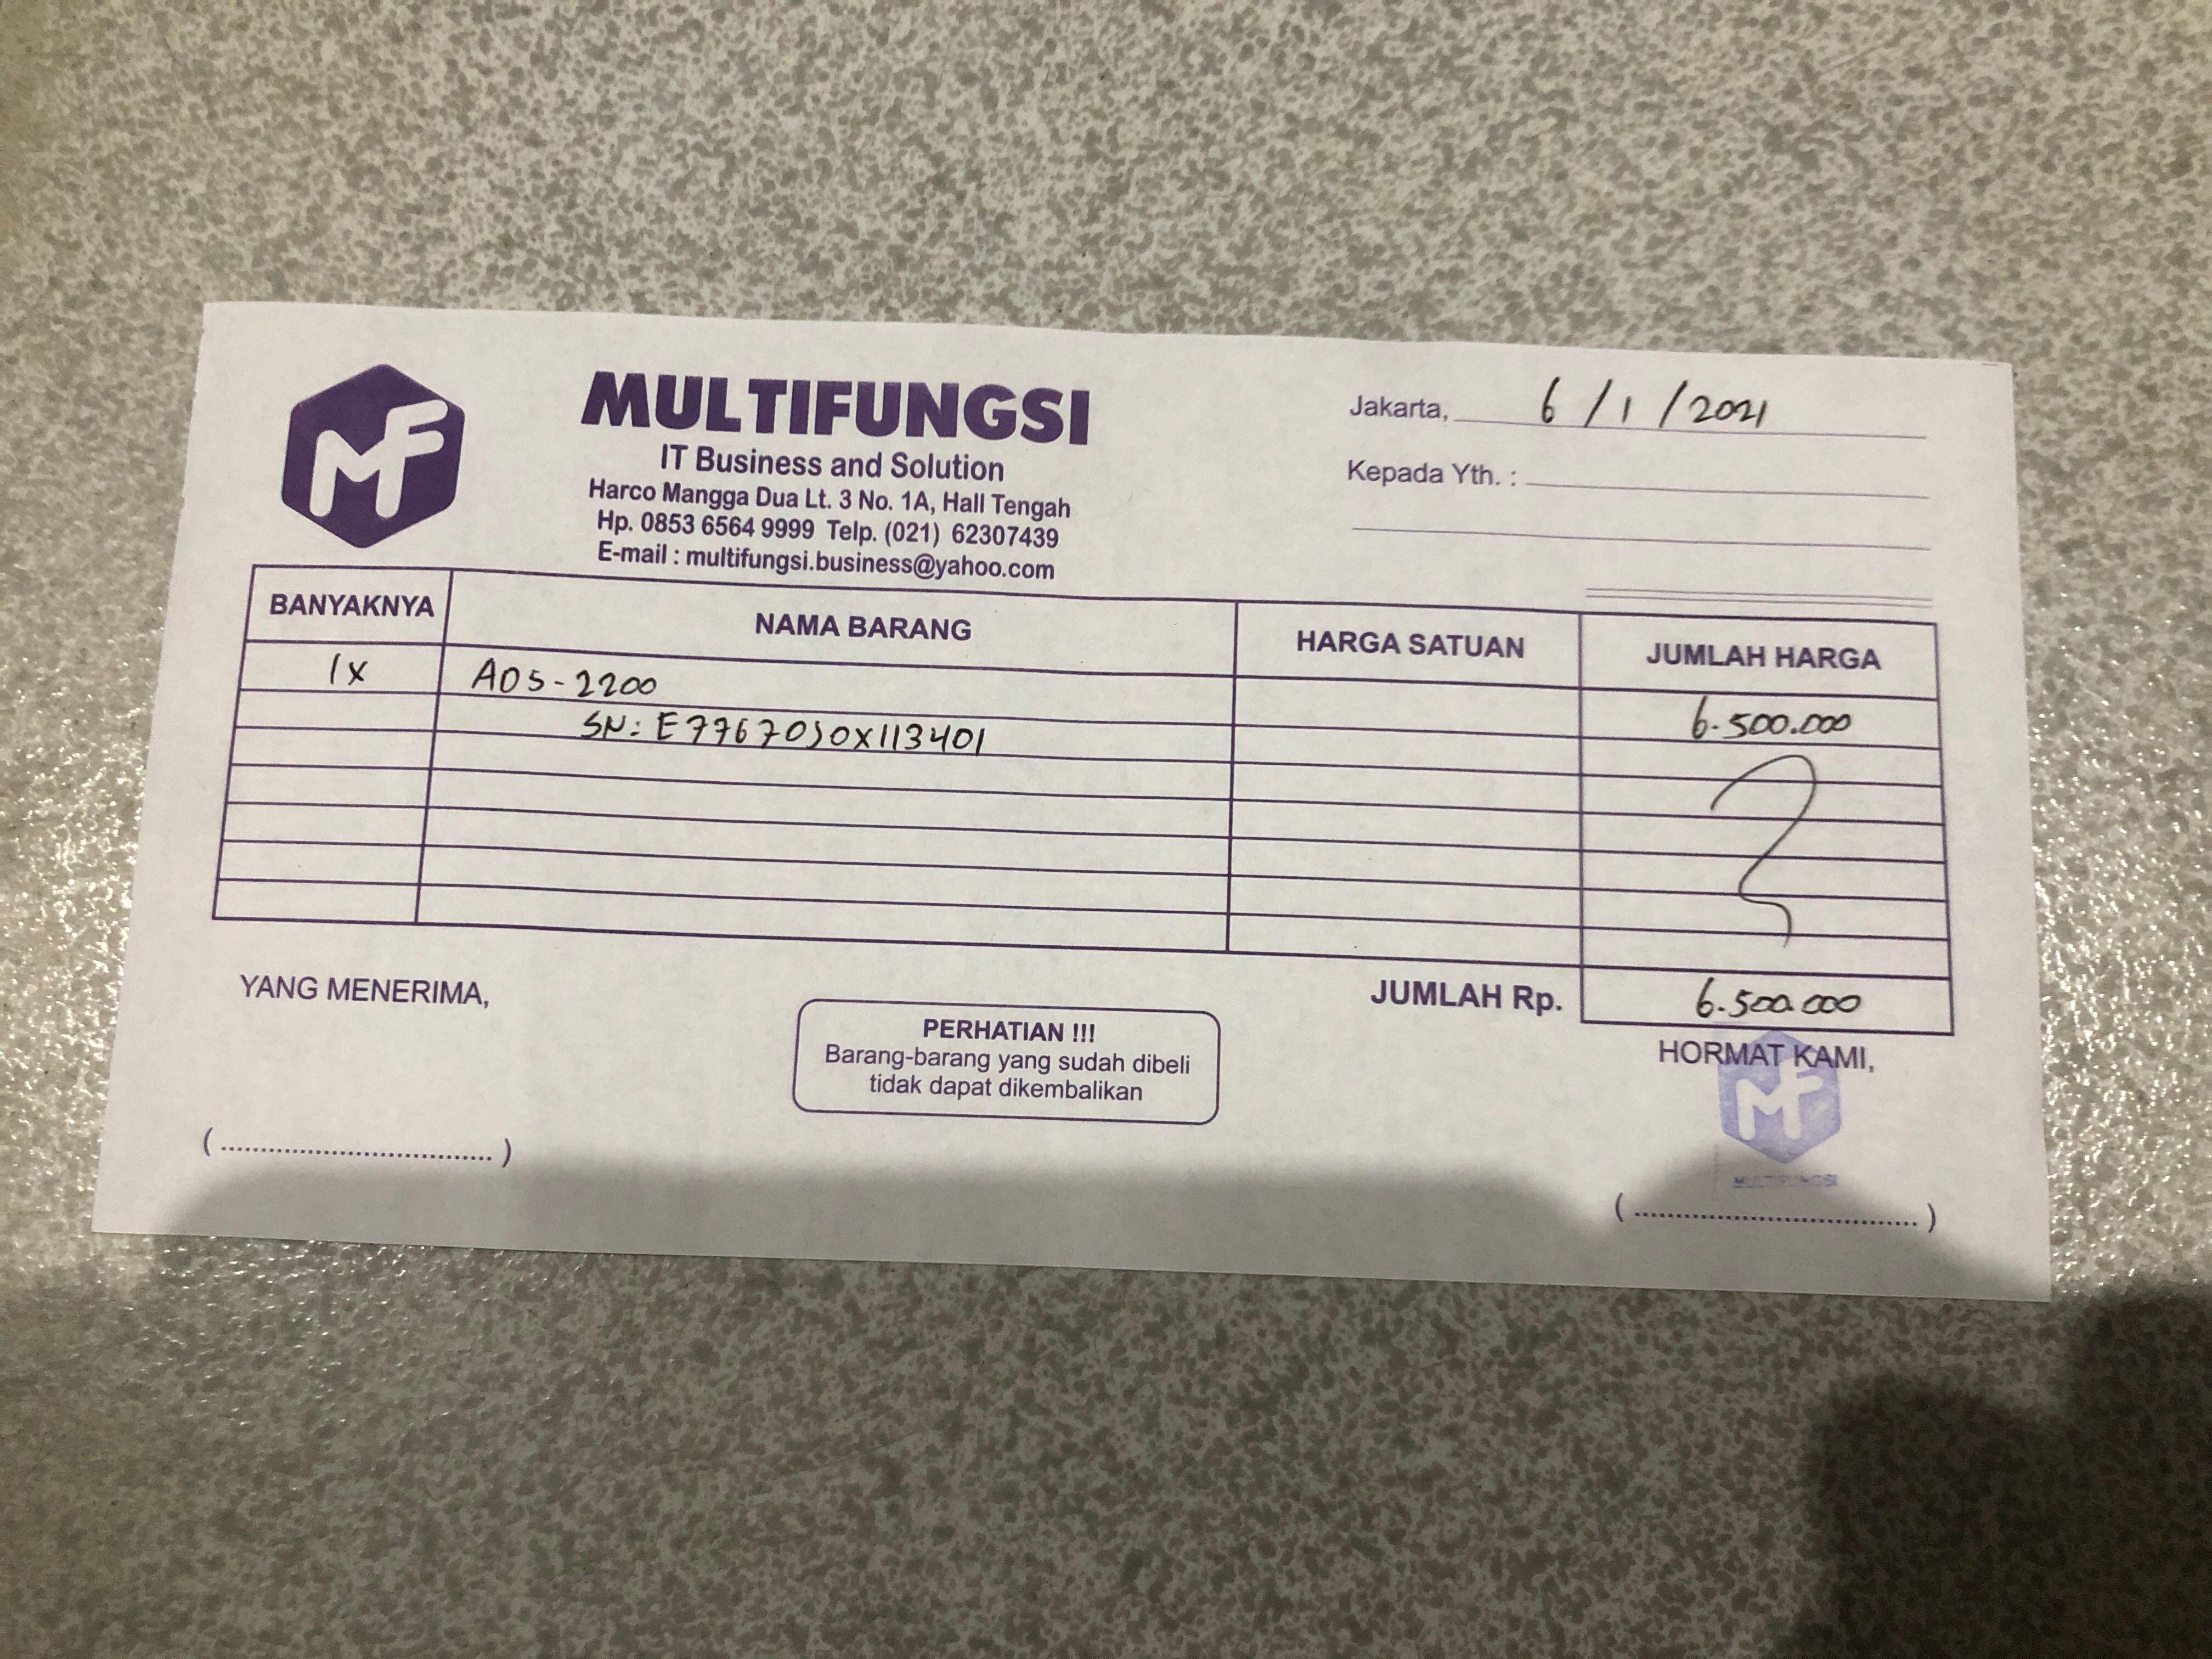 MF
MULTIFUNGSI
IT Business and Solution
Harco Mangga Dua Lt. 3 No. 1A, Hall Tengah
Hp. 0853 6564 9999 Telp. (021) 62307439
E-mail : multifungsi.business@yahoo.com
Jakarta, 6 / 1 / 2021
Kepada Yth. :
BANYAKNYA NAMA BARANG HARGA SATUAN JUMLAH HARGA
1x ADS-2200 6.500.000
SN: E77670J0X113401
JUMLAH Rp. 6.500.000
YANG MENERIMA,
PERHATIAN !!!
Barang-barang yang sudah dibeli
tidak dapat dikembalikan
HORMAT KAMI,
MF
MULTIFUNGSI
(....................................)
(....................................)